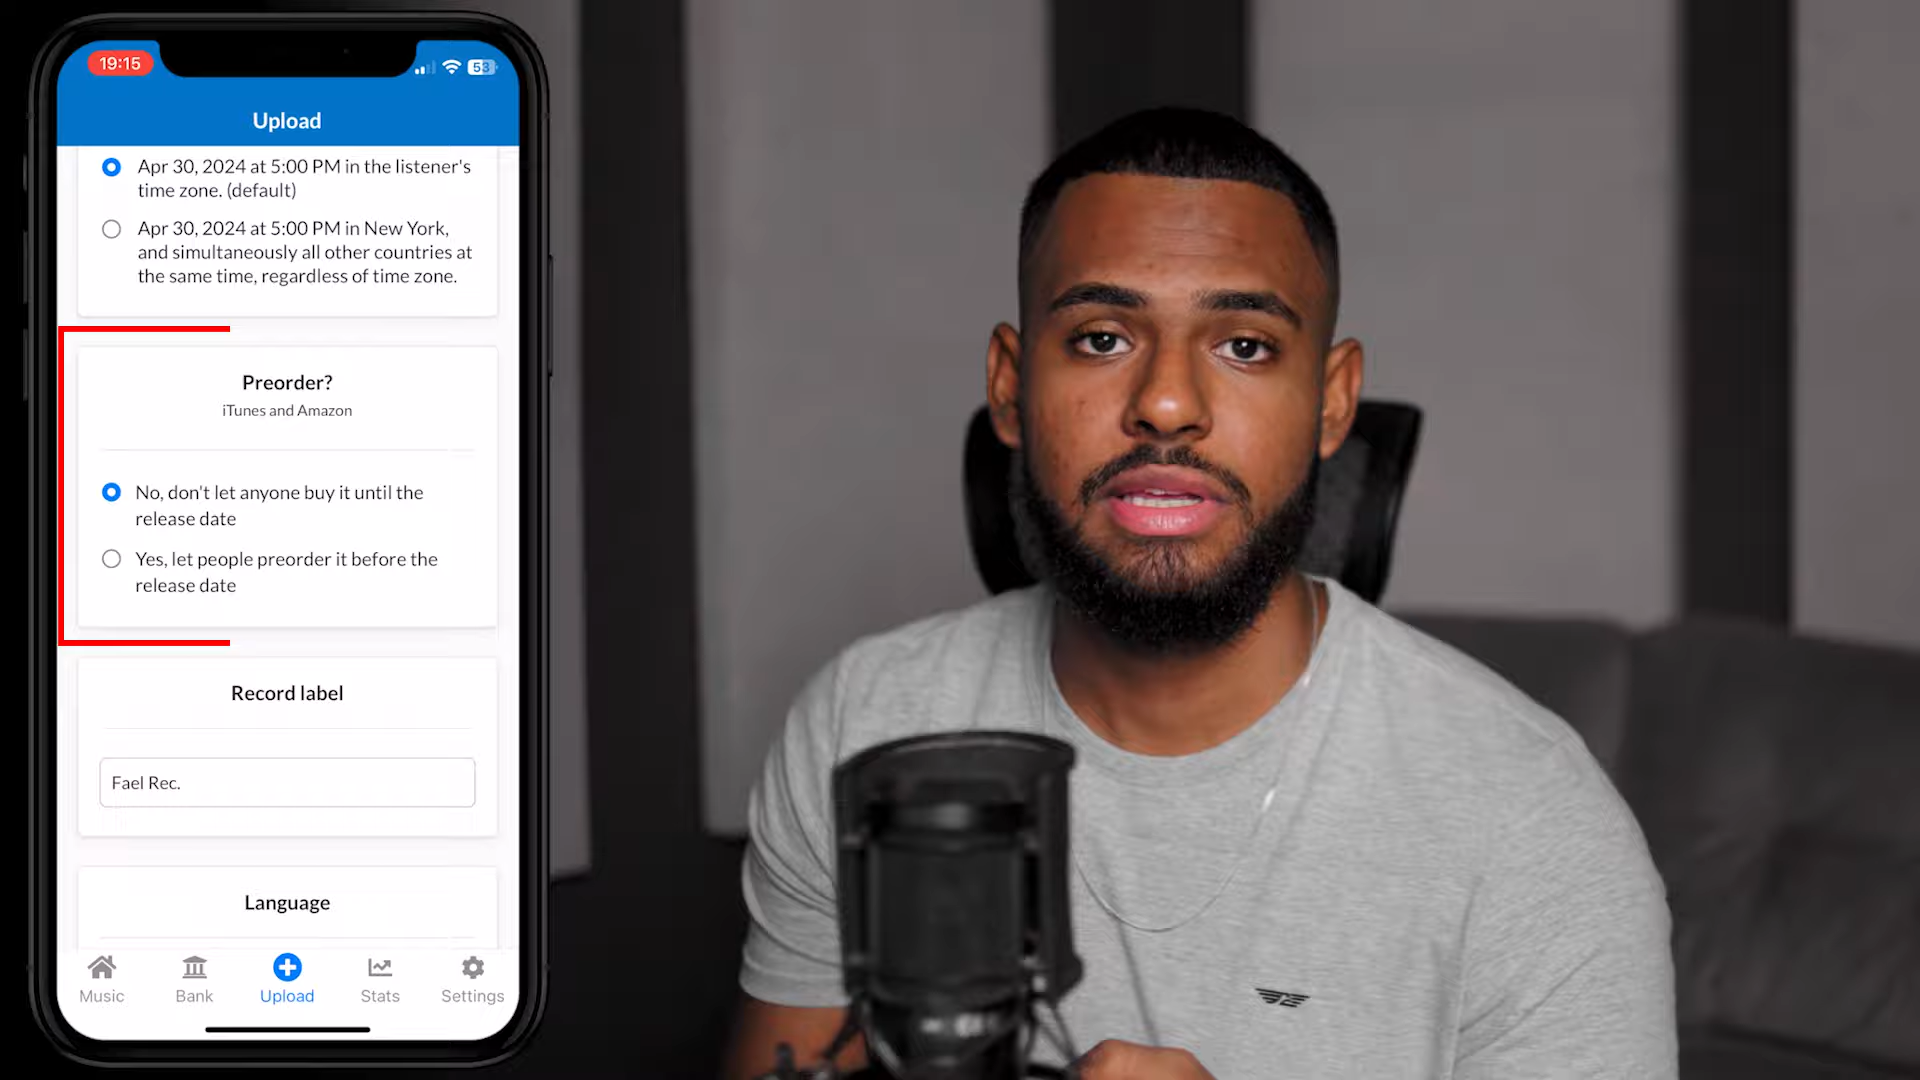 19:15
53
Upload
Apr 30, 2024 at 5:00 PM in the listener's
time zone. (default)
Apr 30, 2024 at 5:00 PM in New York,
and simultaneously all other countries at
the same time, regardless of time zone.
Preorder?
iTunes and Amazon
No, don't let anyone buy it until the
release date
Yes, let people preorder it before the
release date
Record label
Fael Rec.
Language
Music
Bank
Upload
Stats
Settings